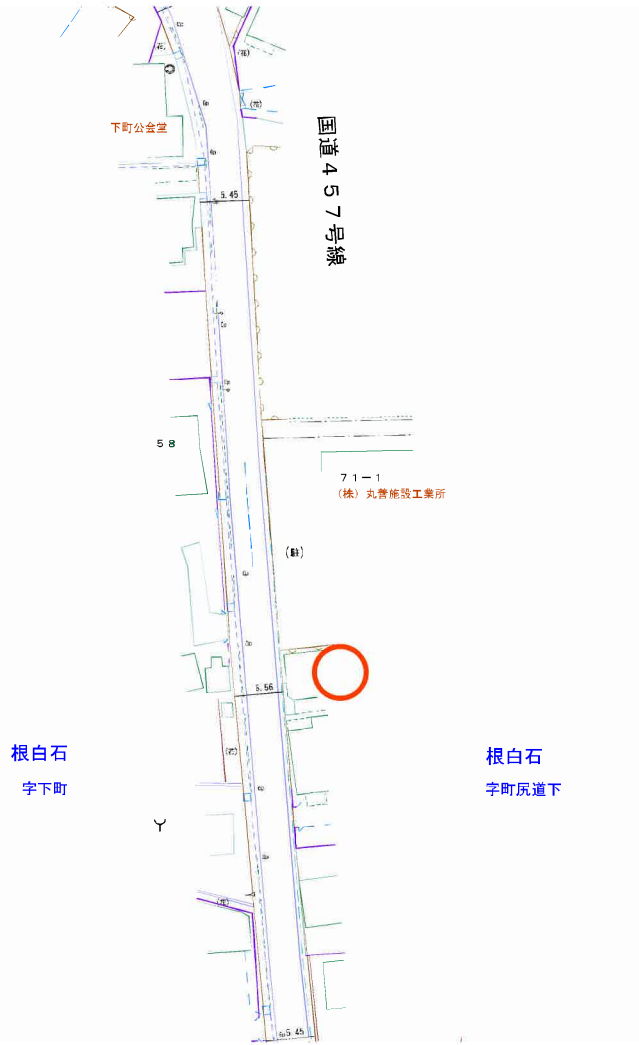 (花)
下町公会堂
国道457号線
5.45
58
71-1
(株) 丸善施設工業所
5.56
根白石
字下町
根白石
字町尻道下
5.45